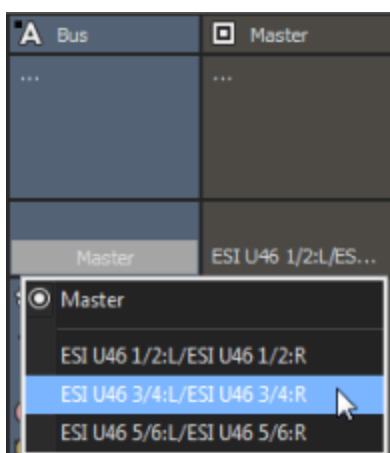 A Bus
Master
...
...
Master
ESI U46 1/2:L/ES...
Master
ESI U46 1/2:L/ESI U46 1/2:R
ESI U46 3/4:L/ESI U46 3/4:R
ESI U46 5/6:L/ESI U46 5/6:R